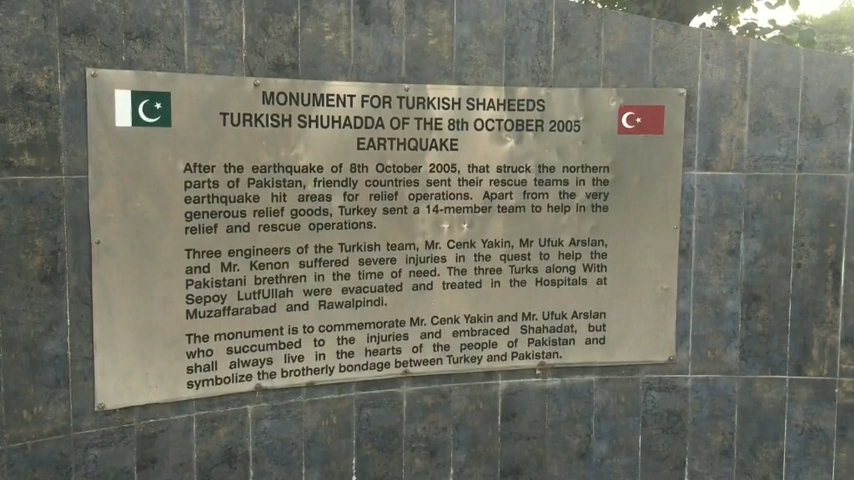 MONUMENT FOR TURKISH SHAHEEDS
TURKISH SHUHADDA OF THE 8th OCTOBER 2005
EARTHQUAKE
After the earthquake of 8th October 2005, that struck the northern
parts of Pakistan, friendly countries sent their rescue teams in the
earthquake hit areas for relief operations. Apart from the very
generous relief goods, Turkey sent a 14-member team to help in the
relief and rescue operations.
Three engineers of the Turkish team, Mr. Cenk Yakin, Mr Ufuk Arslan,
and Mr. Kenon suffered severe injuries in the quest to help the
Pakistani brethren in the time of need. The three Turks along With
Sepoy LutfUllah were evacuated and treated in the Hospitals at
Muzaffarabad and Rawalpindi.
The monument is to commemorate Mr. Cenk Yakin and Mr. Ufuk Arslan
who succumbed to the injuries and embraced Shahadat, but
shall always live in the hearts of the people of Pakistan and
symbolize the brotherly bondage between Turkey and Pakistan.